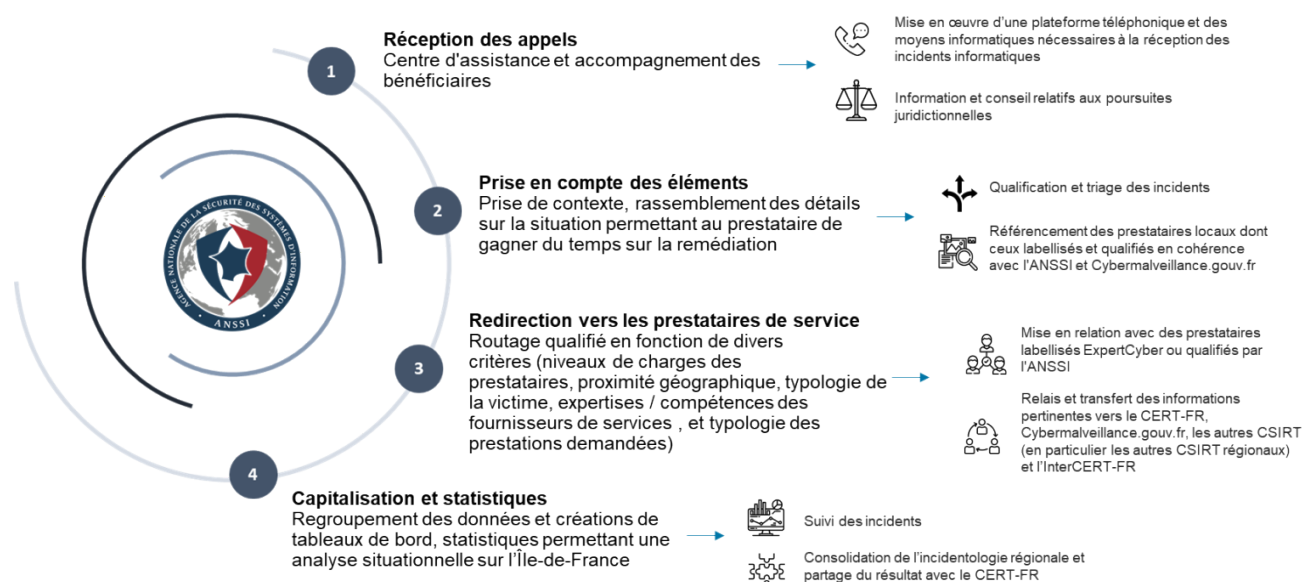 1
Réception des appels
Centre d'assistance et accompagnement des
bénéficiaires
Mise en œuvre d'une plateforme téléphonique et des
moyens informatiques nécessaires à la réception des
incidents informatiques
Information et conseil relatifs aux poursuites
juridictionnelles
AGENCE NATIONALE DE LA SÉCURITÉ DES SYSTÈMES D'INFORMATION
• ANSSI •
2
Prise en compte des éléments
Prise de contexte, rassemblement des détails
sur la situation permettant au prestataire de
gagner du temps sur la remédiation
Qualification et triage des incidents
Référencement des prestataires locaux dont
ceux labellisés et qualifiés en cohérence
avec l'ANSSI et Cybermalveillance.gouv.fr
3
Redirection vers les prestataires de service
Routage qualifié en fonction de divers
critères (niveaux de charges des
prestataires, proximité géographique, typologie de
la victime, expertises / compétences des
fournisseurs de services , et typologie des
prestations demandées)
Mise en relation avec des prestataires
labellisés ExpertCyber ou qualifiés par
l'ANSSI
Relais et transfert des informations
pertinentes vers le CERT-FR,
Cybermalveillance.gouv.fr, les autres CSIRT
(en particulier les autres CSIRT régionaux)
et l'InterCERT-FR
4
Capitalisation et statistiques
Regroupement des données et créations de
tableaux de bord, statistiques permettant une
analyse situationnelle sur l'Île-de-France
Suivi des incidents
Consolidation de l'incidentologie régionale et
partage du résultat avec le CERT-FR